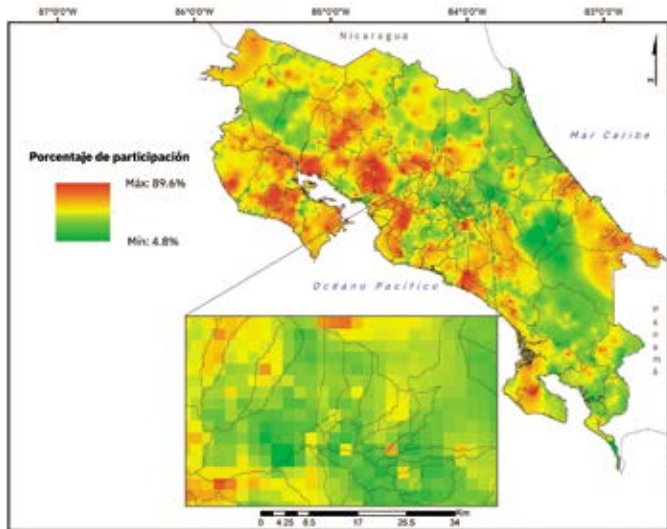 87°0'0"W 86°0'0"W 85°0'0"W 84°0'0"W 83°0'0"W
Nicaragua
N
Mar Caribe
Porcentaje de participación
Máx: 89.6%
Mín: 4.8%
Océano Pacífico
Panamá
Km
0 4.25 8.5 17 25.5 34